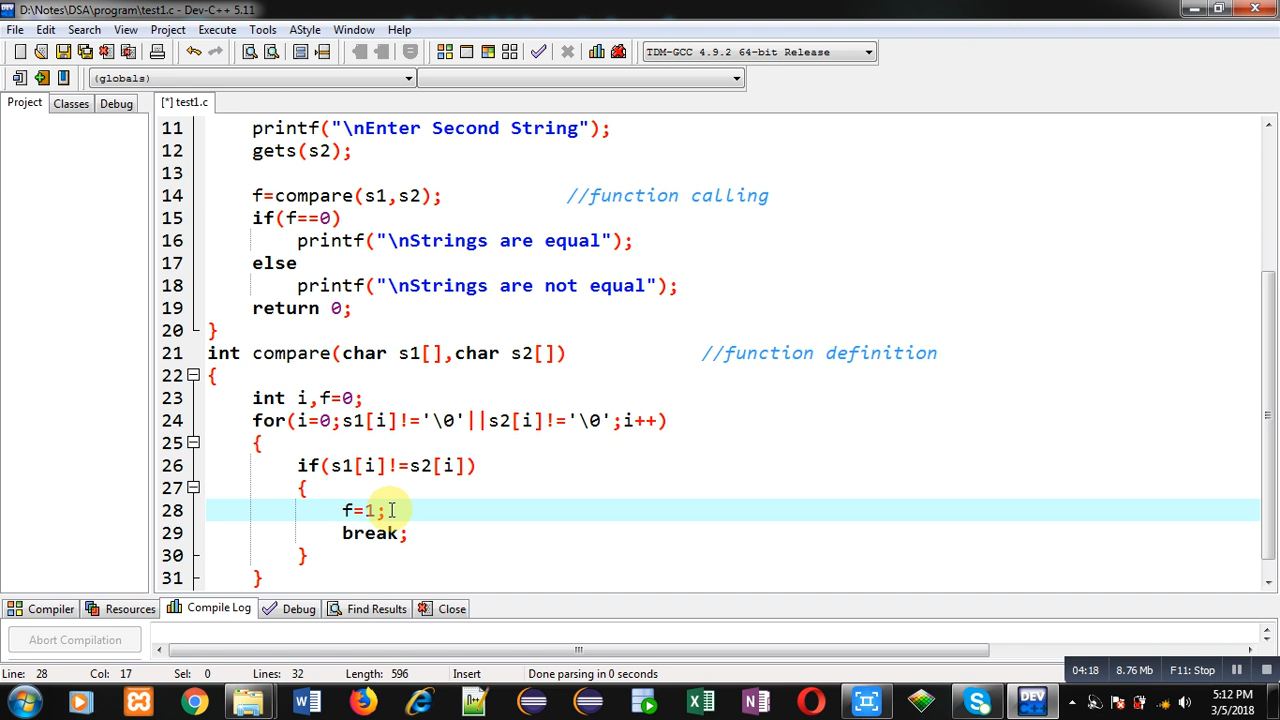 D:\Notes\DSA\program\test1.c - Dev-C++ 5.11
File Edit Search View Project Execute Tools AStyle Window Help
TDM-GCC 4.9.2 64-bit Release
(globals)
Project Classes Debug [*] test1.c
11 printf("\nEnter Second String");
12 gets(s2);
13
14 f=compare(s1,s2); //function calling
15 if(f==0)
16 printf("\nStrings are equal");
17 else
18 printf("\nStrings are not equal");
19 return 0;
20 }
21 int compare(char s1[],char s2[]) //function definition
22 {
23 int i,f=0;
24 for(i=0;s1[i]!='\0'||s2[i]!='\0';i++)
25 {
26 if(s1[i]!=s2[i])
27 {
28 f=1;
29 break;
30 }
31 }
Compiler Resources Compile Log Debug Find Results Close
Abort Compilation
Line: 28 Col: 17 Sel: 0 Lines: 32 Length: 596 Insert Done parsing in 0 seconds
04:18 8.76 Mb F11: Stop
5:12 PM
3/5/2018